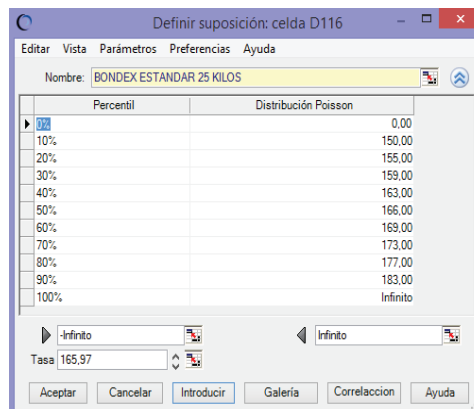 Definir suposición: celda D116
Editar Vista Parámetros Preferencias Ayuda
Nombre: BONDEX ESTANDAR 25 KILOS
Percentil Distribución Poisson
0% 0,00
10% 150,00
20% 155,00
30% 159,00
40% 163,00
50% 166,00
60% 169,00
70% 173,00
80% 177,00
90% 183,00
100% Infinito
-Infinito Infinito
Tasa 165,97
Aceptar Cancelar Introducir Galería Correlaccion Ayuda